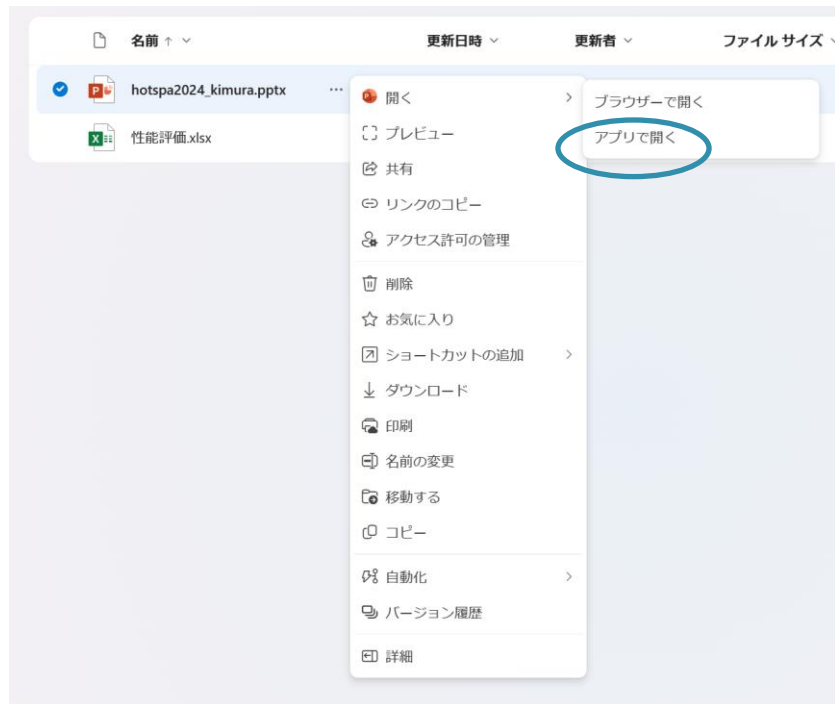 名前 更新日時 更新者 ファイル サイズ
hotspa2024_kimura.pptx
性能評価.xlsx
開く
プレビュー
共有
リンクのコピー
アクセス許可の管理
削除
お気に入り
ショートカットの追加
ダウンロード
印刷
名前の変更
移動する
コピー
自動化
バージョン履歴
詳細
ブラウザーで開く
アプリで開く